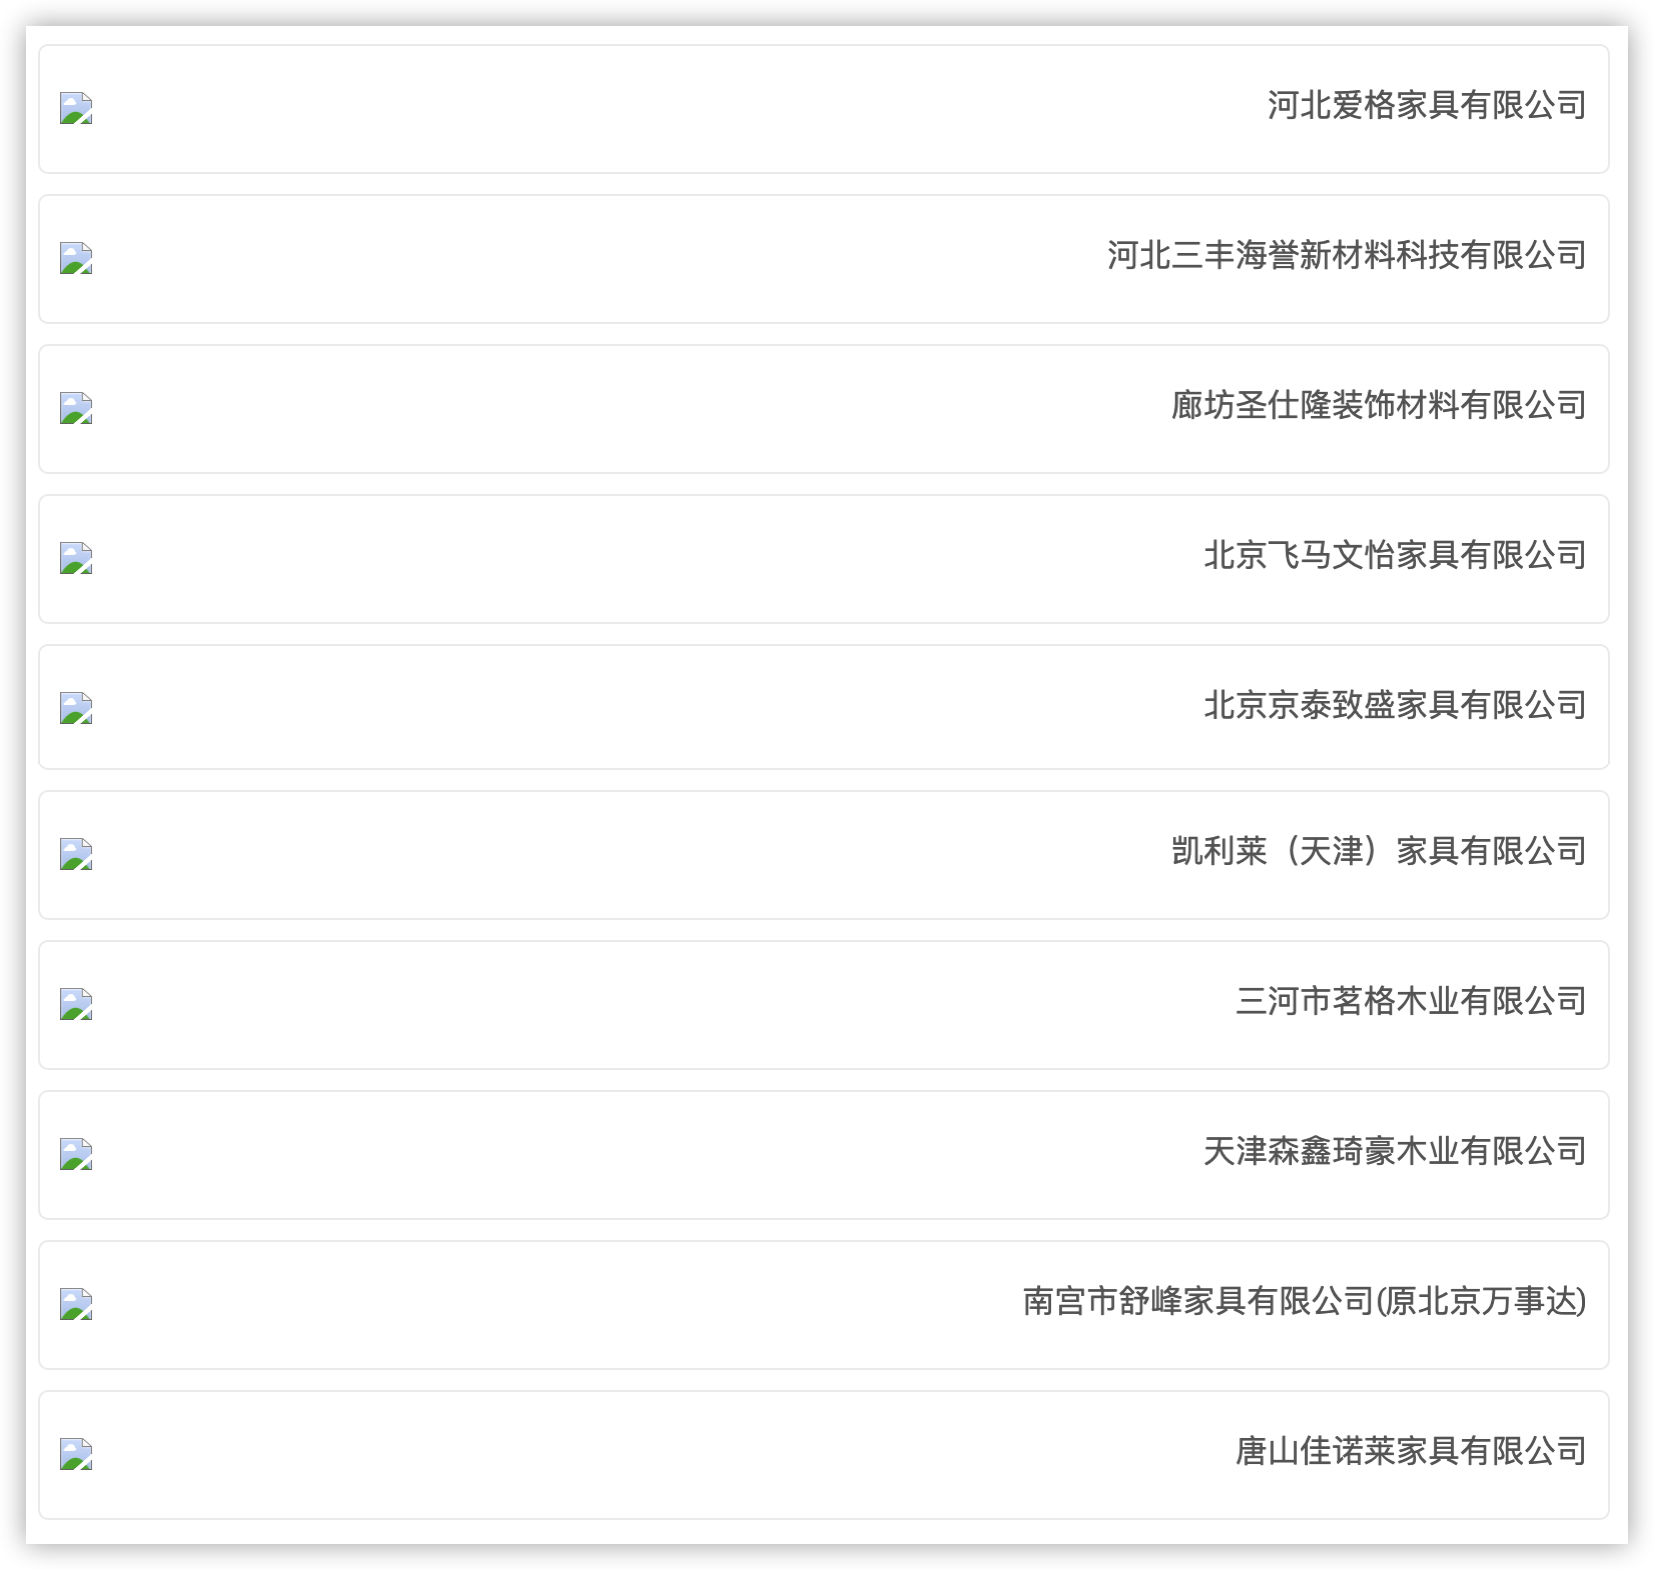 河北爱格家具有限公司
河北三丰海誉新材料科技有限公司
廊坊圣仕隆装饰材料有限公司
北京飞马文怡家具有限公司
北京京泰致盛家具有限公司
凯利莱（天津）家具有限公司
三河市茗格木业有限公司
天津森鑫琦豪木业有限公司
南宫市舒峰家具有限公司(原北京万事达)
唐山佳诺莱家具有限公司